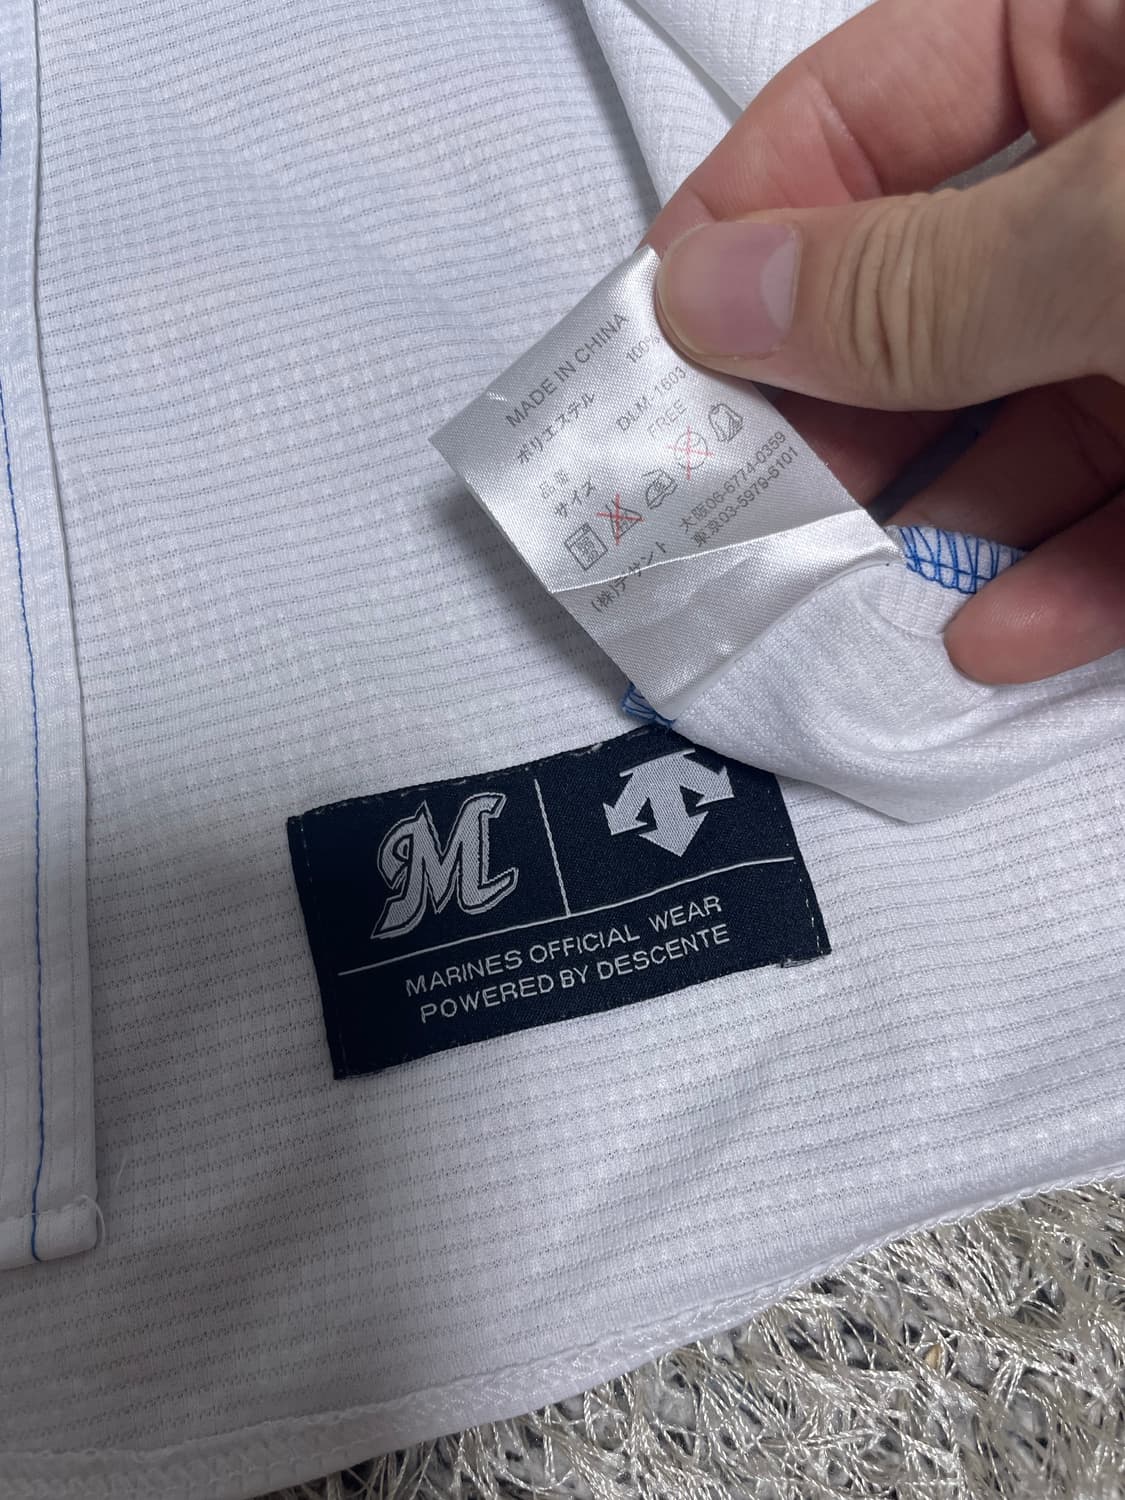 MADE IN CHINA
ポリエステル 100%
品番 DLM-1603
サイズ FREE
(株)デサント 大阪06-6774-0359
東京03-5979-6101
M
MARINES OFFICIAL WEAR
POWERED BY DESCENTE